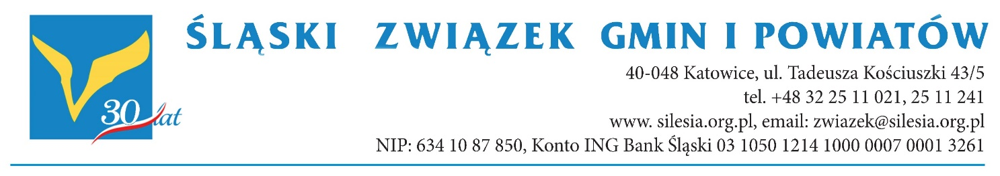 ŚLĄSKI ZWIĄZEK GMIN I POWIATÓW
40-048 Katowice, ul. Tadeusza Kościuszki 43/5
tel. +48 32 25 11 021, 25 11 241
www. silesia.org.pl, email: zwiazek@silesia.org.pl
NIP: 634 10 87 850, Konto ING Bank Śląski 03 1050 1214 1000 0007 0001 3261
30 lat